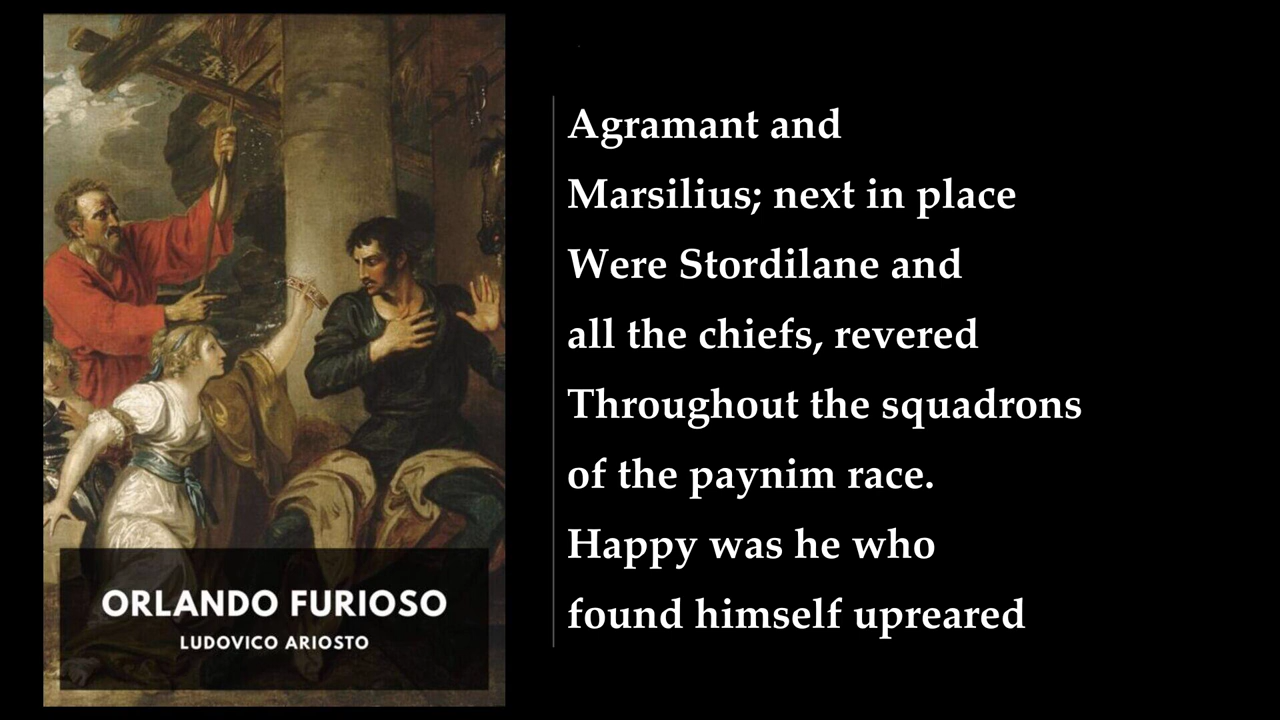 ORLANDO FURIOSO
LUDOVICO ARIOSTO
Agramant and
Marsilius; next in place
Were Stordilane and
all the chiefs, revered
Throughout the squadrons
of the paynim race.
Happy was he who
found himself upreared